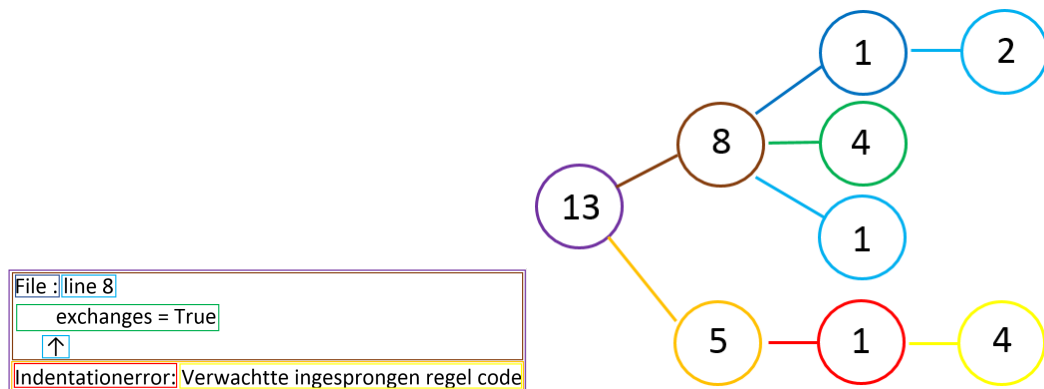 1 2
8 4
13
1
File : line 8
exchanges = True
↑
5 1 4
Indentationerror: Verwachtte ingesprongen regel code